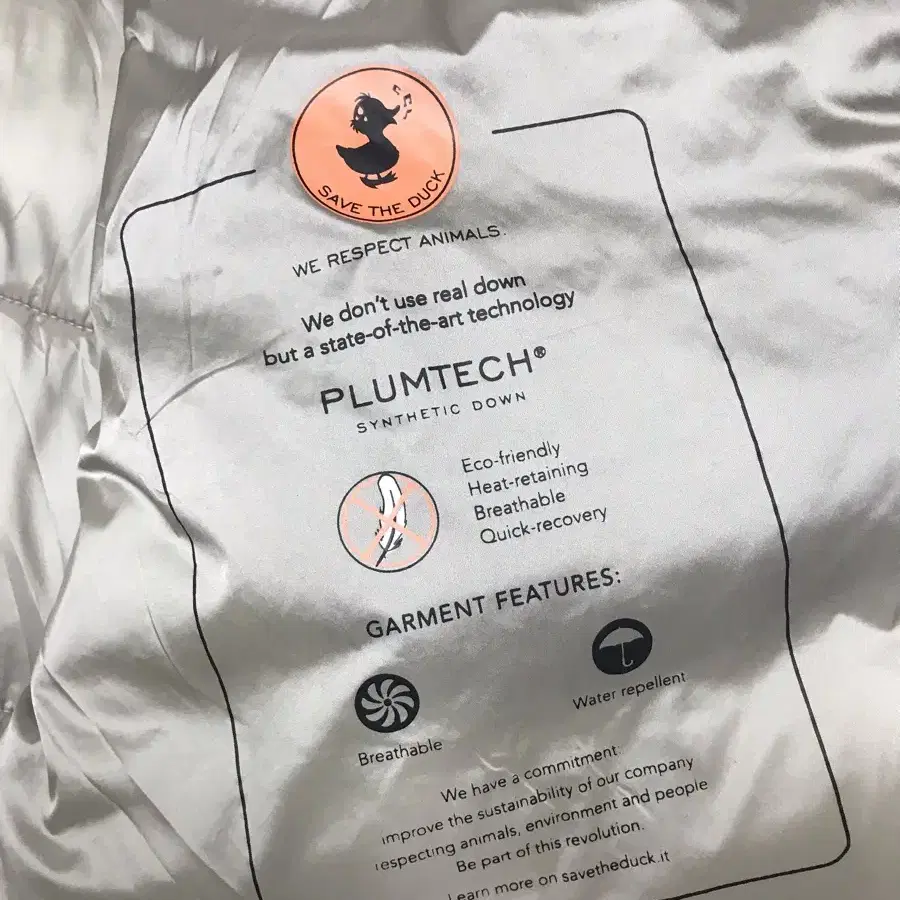 SAVE THE DUCK
WE RESPECT ANIMALS.
We don't use real down
but a state-of-the-art technology
PLUMTECH®
SYNTHETIC DOWN
Eco-friendly
Heat-retaining
Breathable
Quick-recovery
GARMENT FEATURES:
Breathable
Water repellent
We have a commitment:
improve the sustainability of our company
respecting animals, environment and people
Be part of this revolution.
Learn more on savetheduck.it